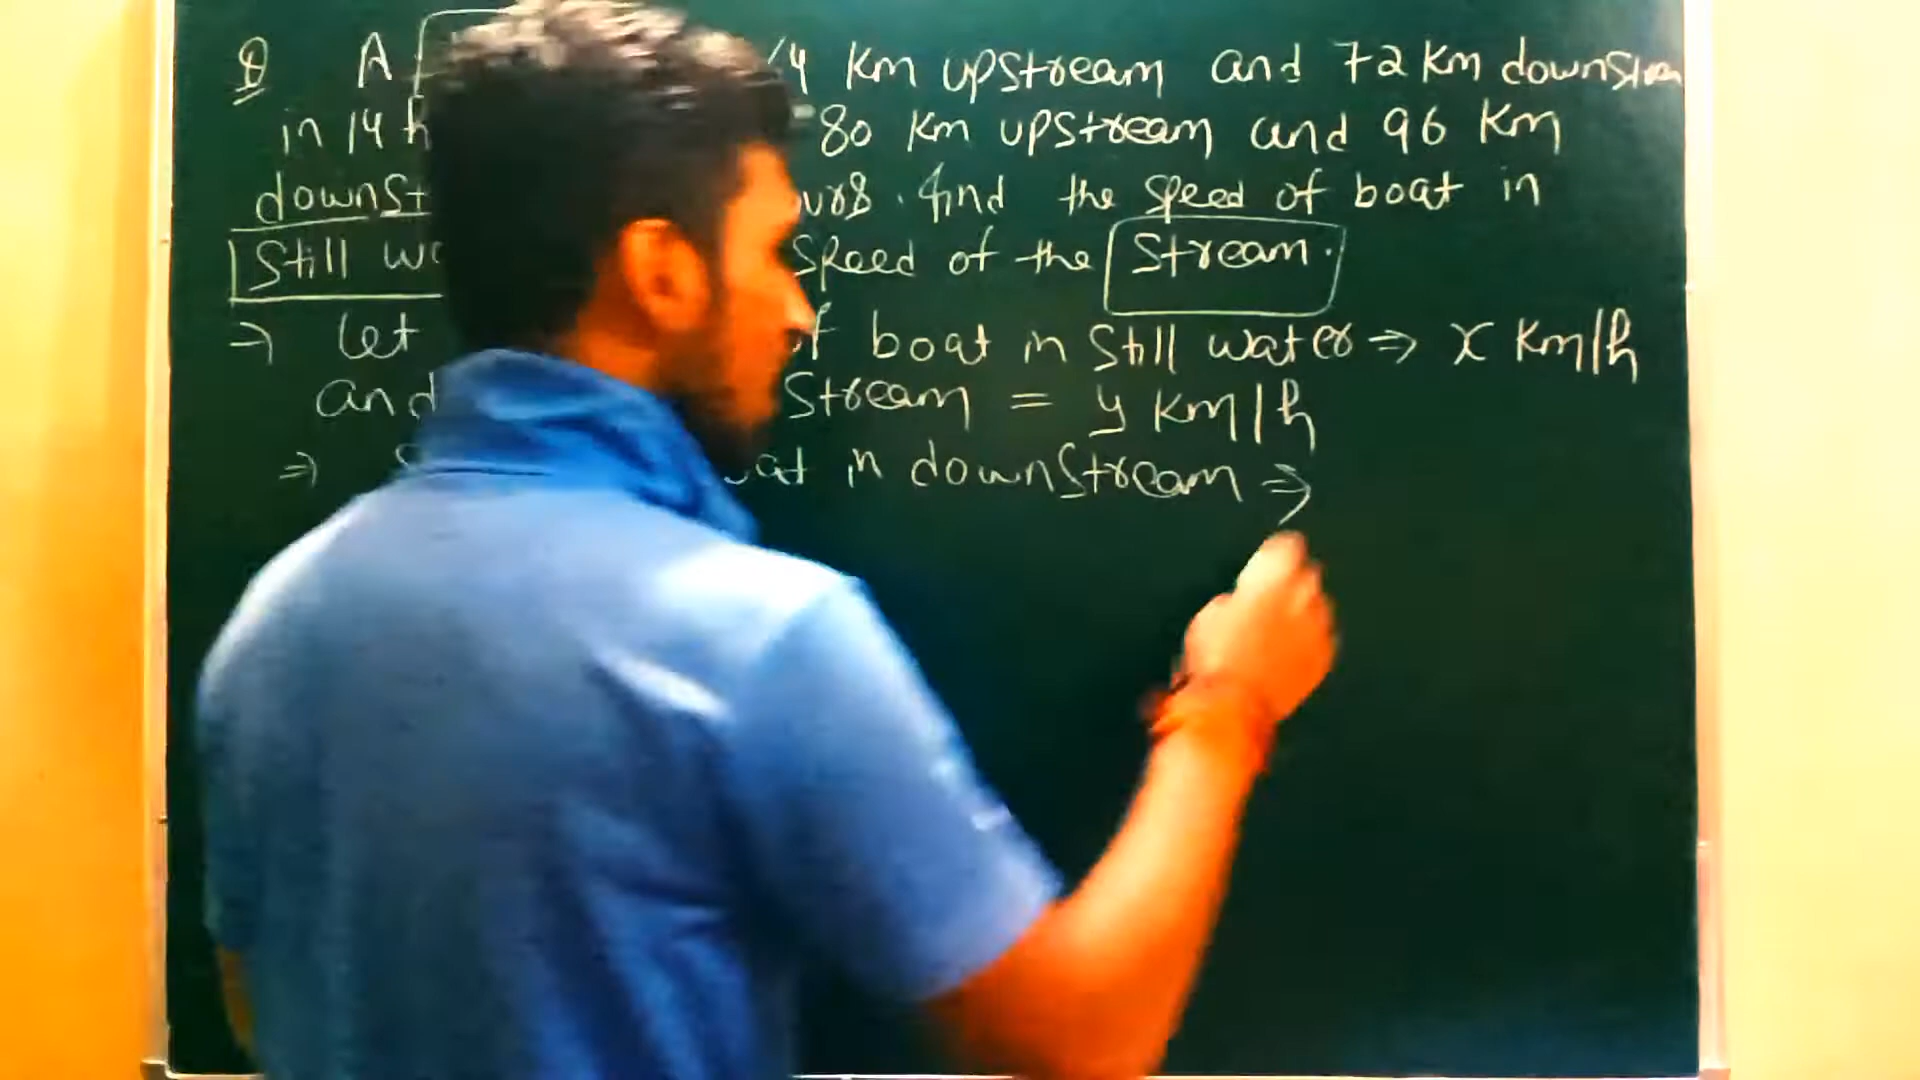 Q A /4 Km upstream and 72 Km downstream
in 14 h 80 Km upstream and 96 Km
downst urs. find the speed of boat in
Still wa speed of the Stream.
⇒ let of boat in Still water ⇒ x Km/h
and Stream = y Km/h
⇒ S oat in downstream ⇒